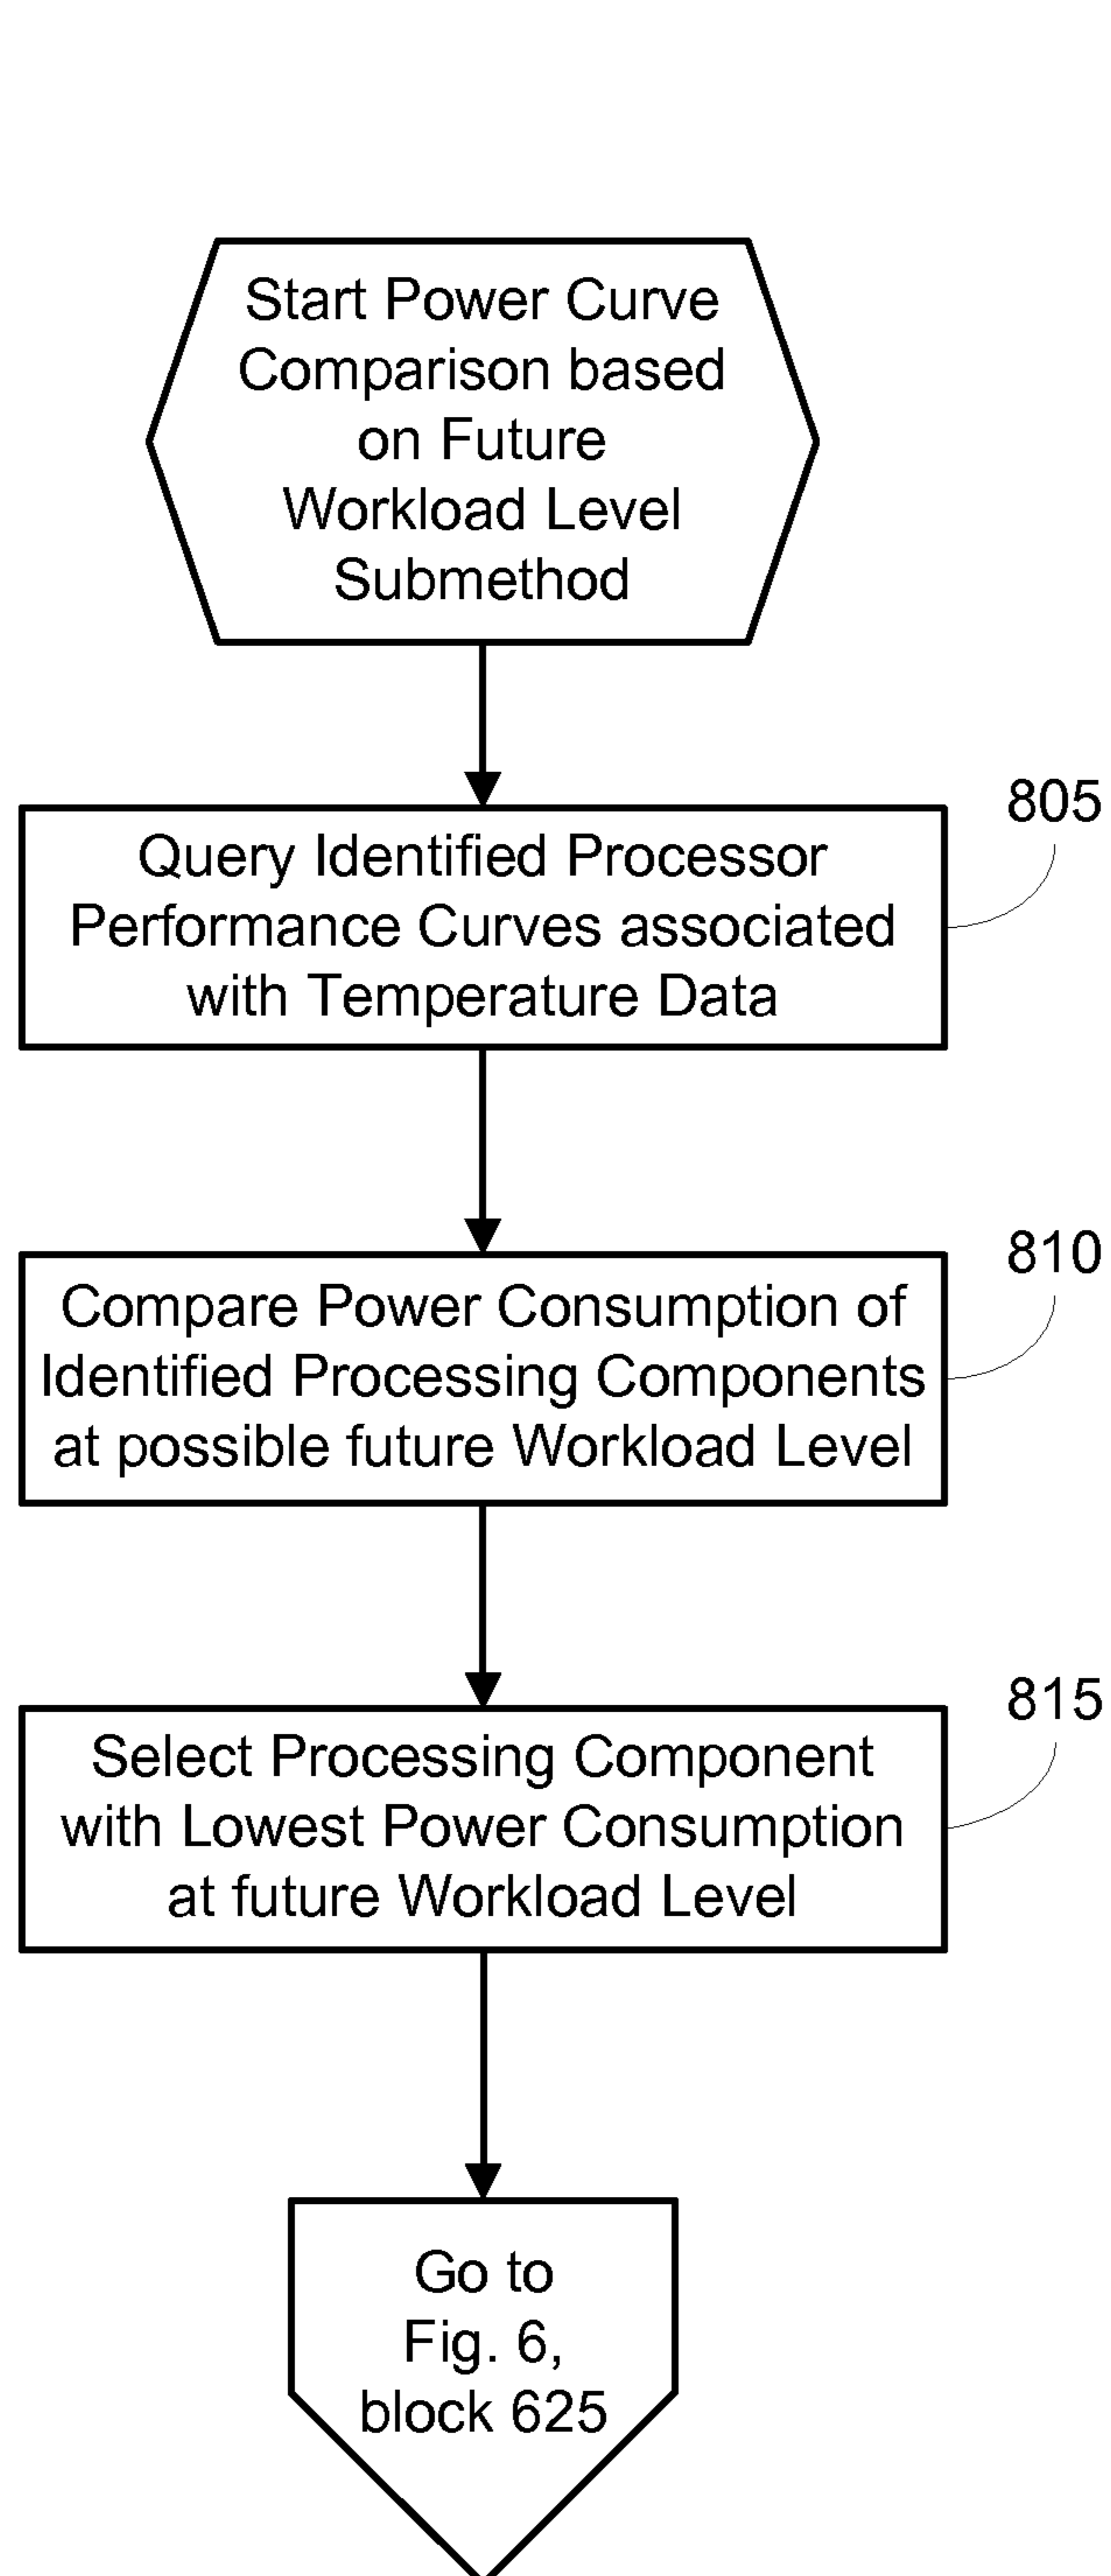 Start Power Curve
Comparison based
on Future
Workload Level
Submethod
805
Query Identified Processor
Performance Curves associated
with Temperature Data
810
Compare Power Consumption of
Identified Processing Components
at possible future Workload Level
815
Select Processing Component
with Lowest Power Consumption
at future Workload Level
Go to
Fig. 6,
block 625